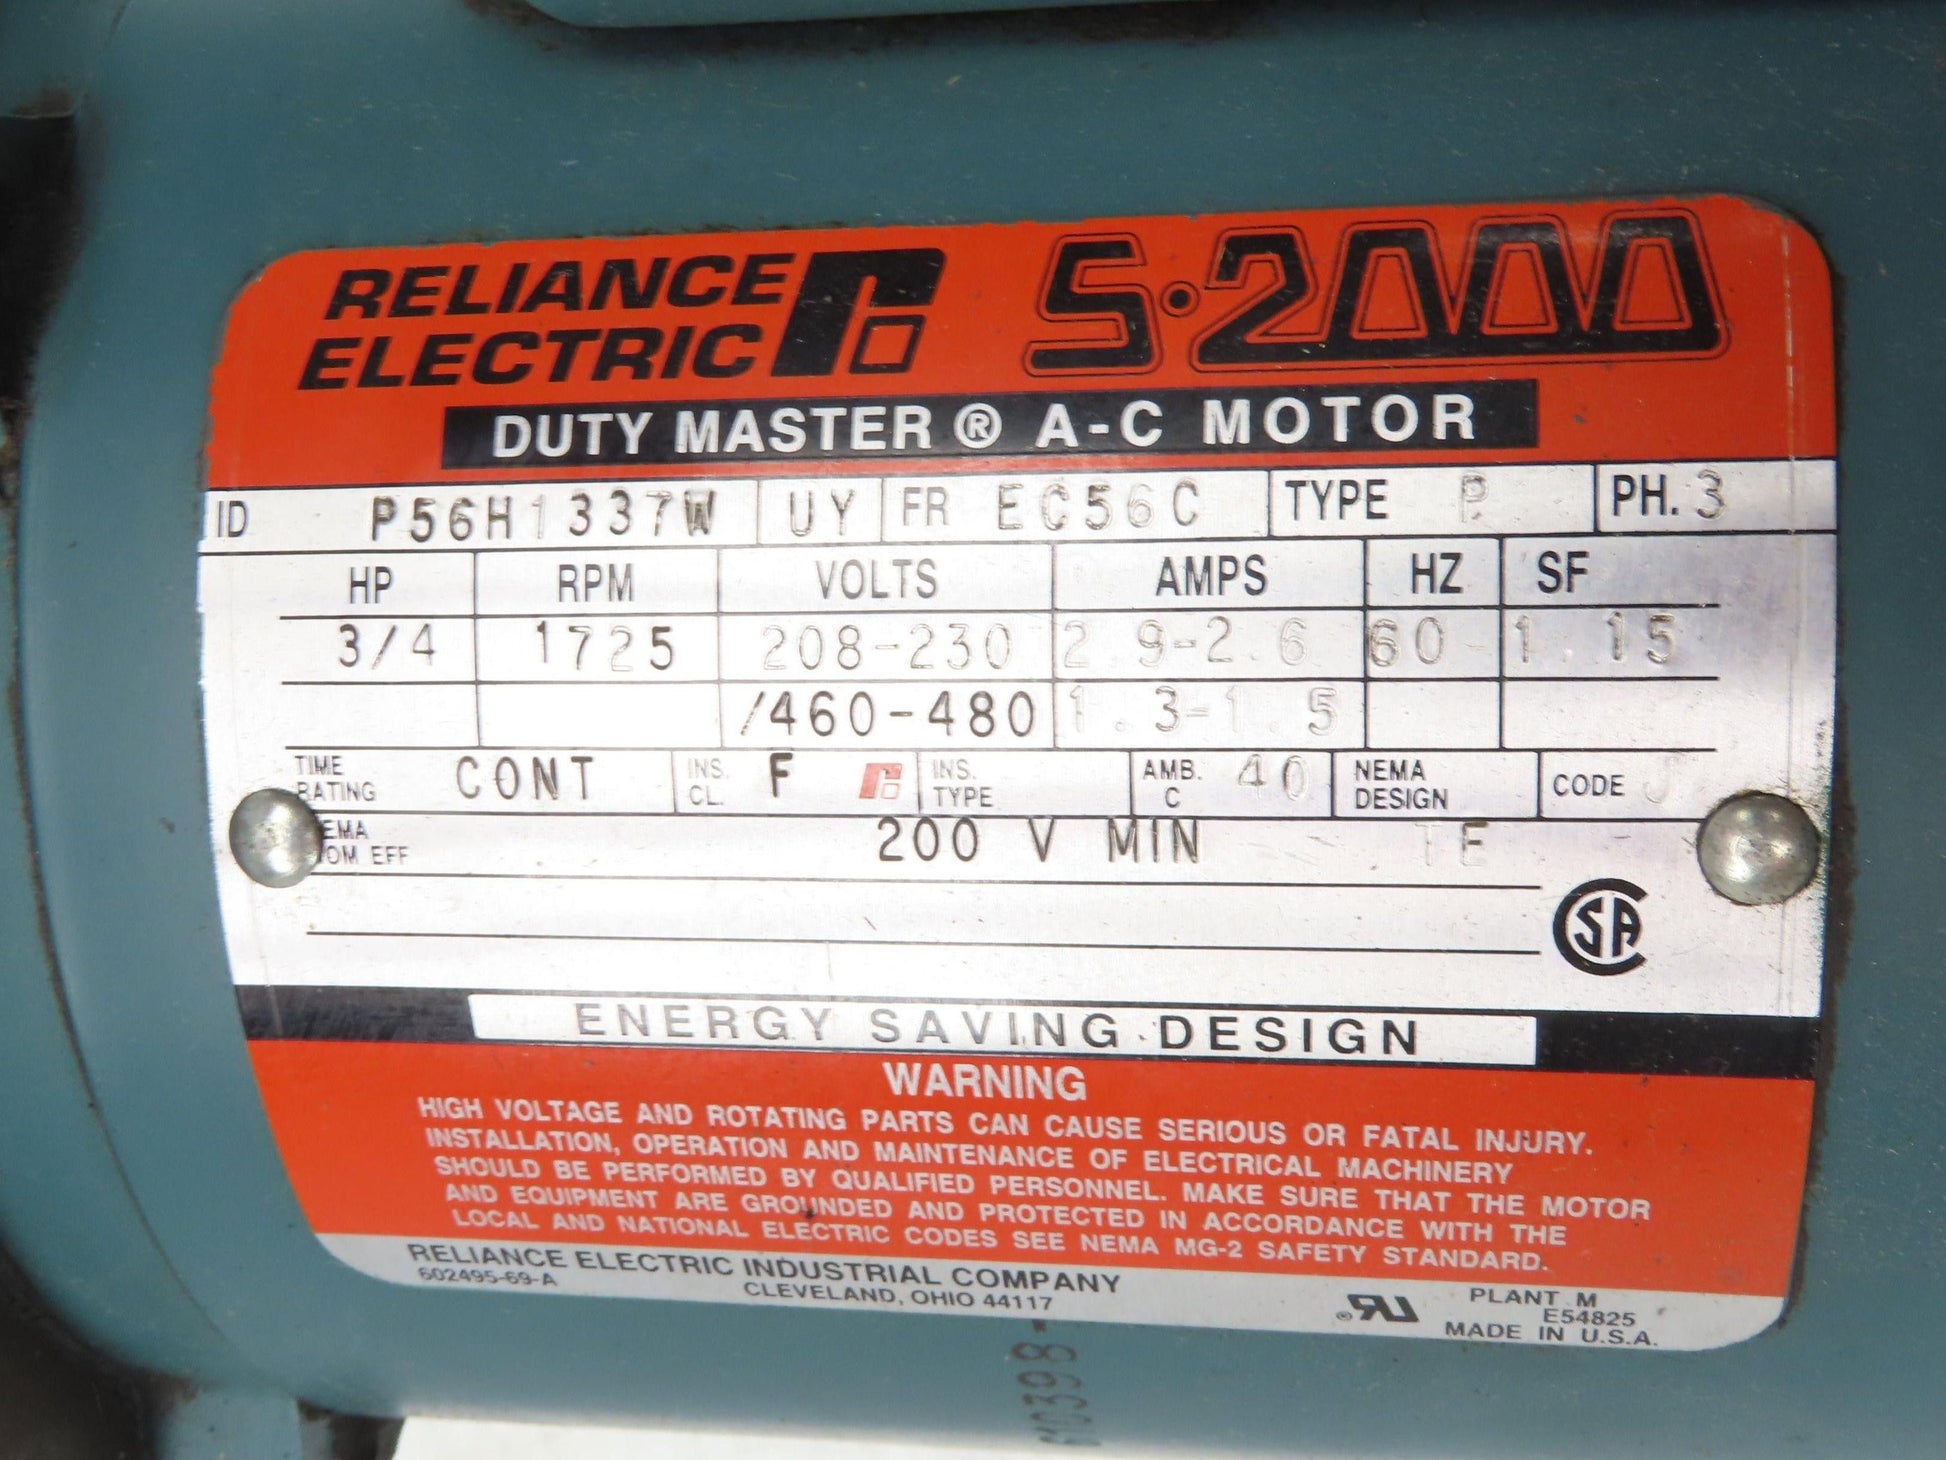 RELIANCE
ELECTRIC
S·2000
DUTY MASTER ® A-C MOTOR
ID P56H1337W UY FR EC56C TYPE P PH. 3
HP RPM VOLTS AMPS HZ SF
3/4 1725 208-230 2.9-2.6 60 1.15
/460-480 1.3-1.5
TIME RATING CONT INS. CL. F INS. TYPE AMB. C 40 NEMA DESIGN CODE
200 V MIN TE
EFF
CSA
ENERGY SAVING DESIGN
WARNING
HIGH VOLTAGE AND ROTATING PARTS CAN CAUSE SERIOUS OR FATAL INJURY.
INSTALLATION, OPERATION AND MAINTENANCE OF ELECTRICAL MACHINERY
SHOULD BE PERFORMED BY QUALIFIED PERSONNEL. MAKE SURE THAT THE MOTOR
AND EQUIPMENT ARE GROUNDED AND PROTECTED IN ACCORDANCE WITH THE
LOCAL AND NATIONAL ELECTRIC CODES SEE NEMA MG-2 SAFETY STANDARD.
RELIANCE ELECTRIC INDUSTRIAL COMPANY
602495-69-A CLEVELAND, OHIO 44117
PLANT M
E54825
MADE IN U.S.A.